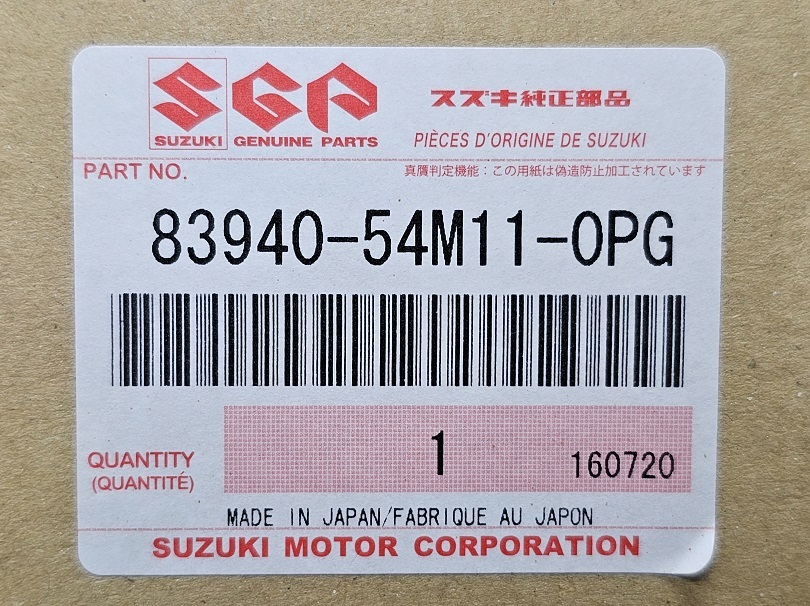 SGP
スズキ純正部品
SUZUKI GENUINE PARTS
PIÈCES D'ORIGINE DE SUZUKI
PART NO.
真贋判定機能：この用紙は偽造防止加工されています
83940-54M11-0PG
QUANTITY
(QUANTITÉ)
1
160720
MADE IN JAPAN/FABRIQUE AU JAPON
SUZUKI MOTOR CORPORATION